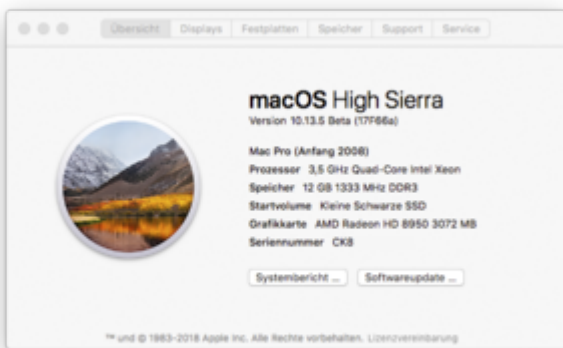 Übersicht Displays Festplatten Speicher Support Service
macOS High Sierra
Version 10.13.5 Beta (17F66a)
Mac Pro (Anfang 2008)
Prozessor 3,5 GHz Quad-Core Intel Xeon
Speicher 12 GB 1333 MHz DDR3
Startvolume Kleine Schwarze SSD
Grafikkarte AMD Radeon HD 8950 3072 MB
Seriennummer CK8
Systembericht ... Softwareupdate ...
™ und © 1983-2018 Apple Inc. Alle Rechte vorbehalten. Lizenzvereinbarung